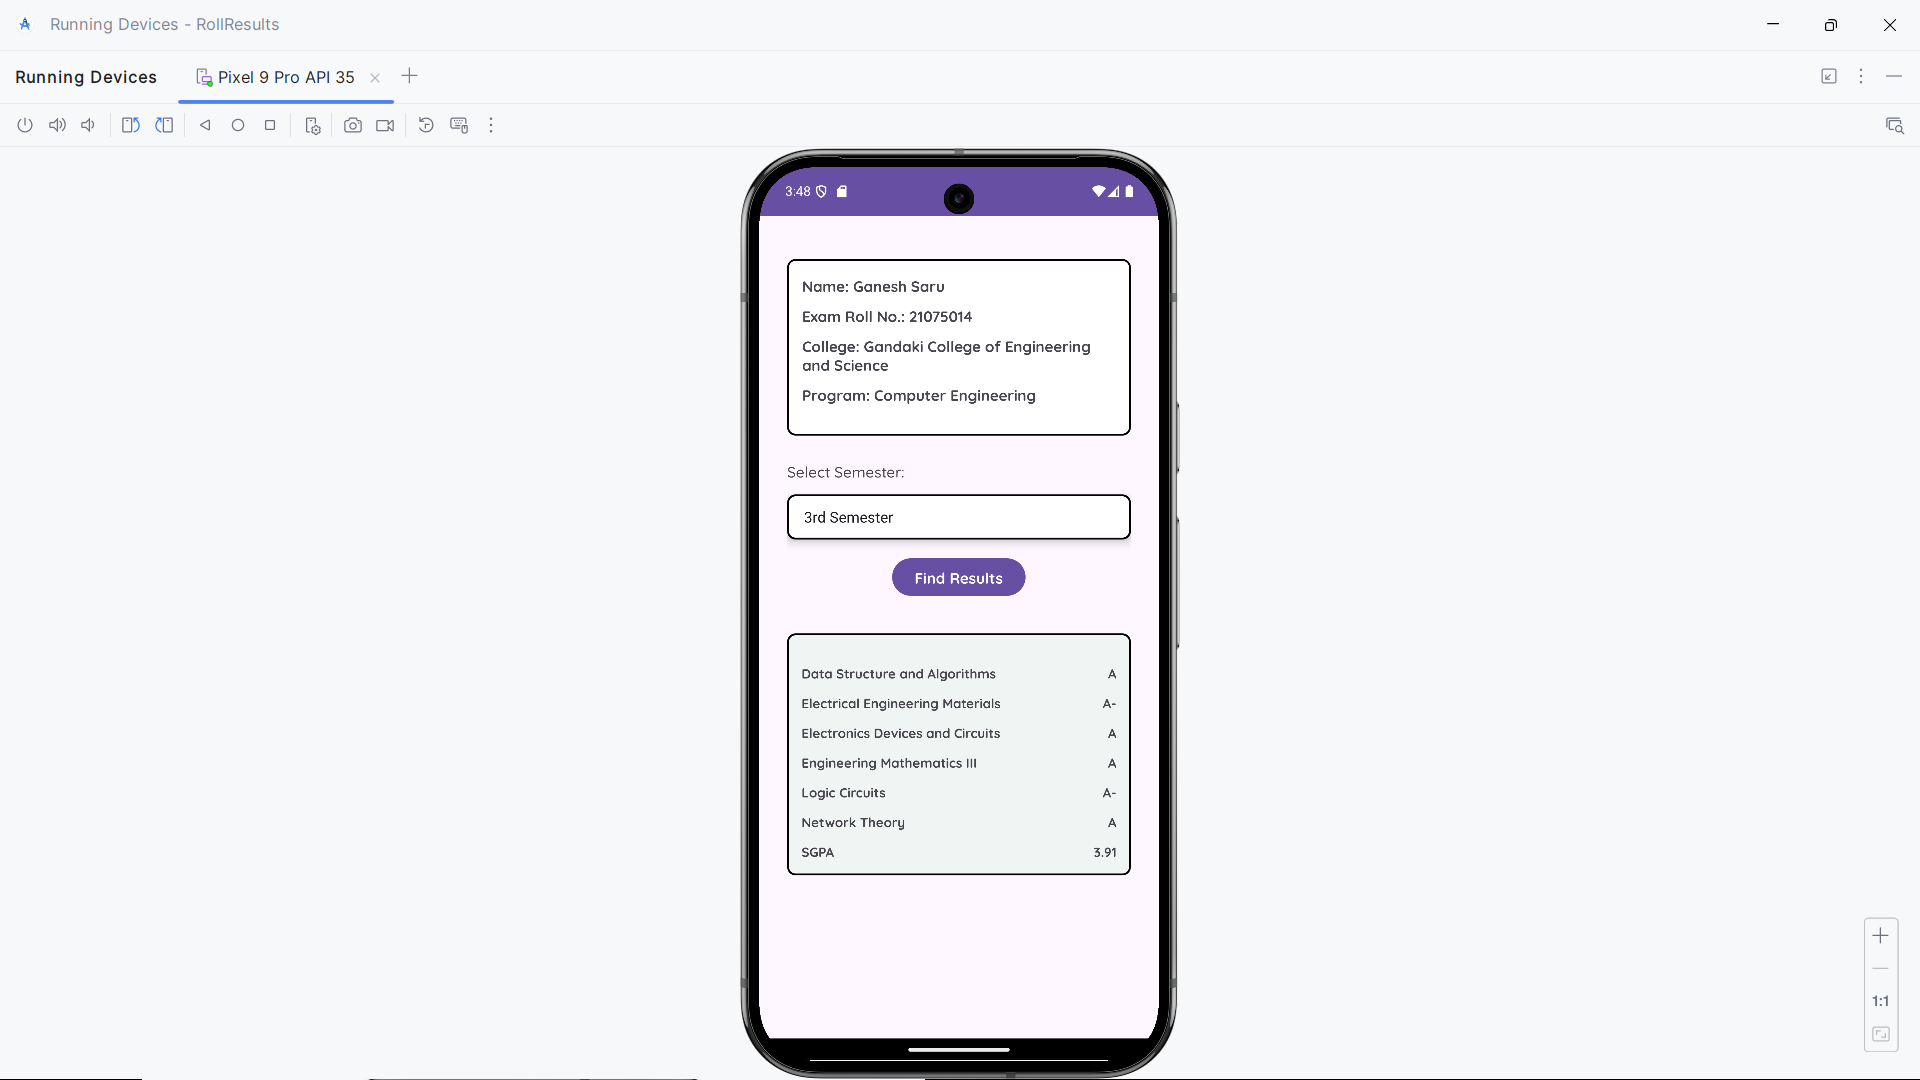 Running Devices - RollResults
Running Devices
Pixel 9 Pro API 35
3:48
Name: Ganesh Saru
Exam Roll No.: 21075014
College: Gandaki College of Engineering
and Science
Program: Computer Engineering
Select Semester:
3rd Semester
Find Results
Data Structure and Algorithms A
Electrical Engineering Materials A-
Electronics Devices and Circuits A
Engineering Mathematics III A
Logic Circuits A-
Network Theory A
SGPA 3.91
1:1